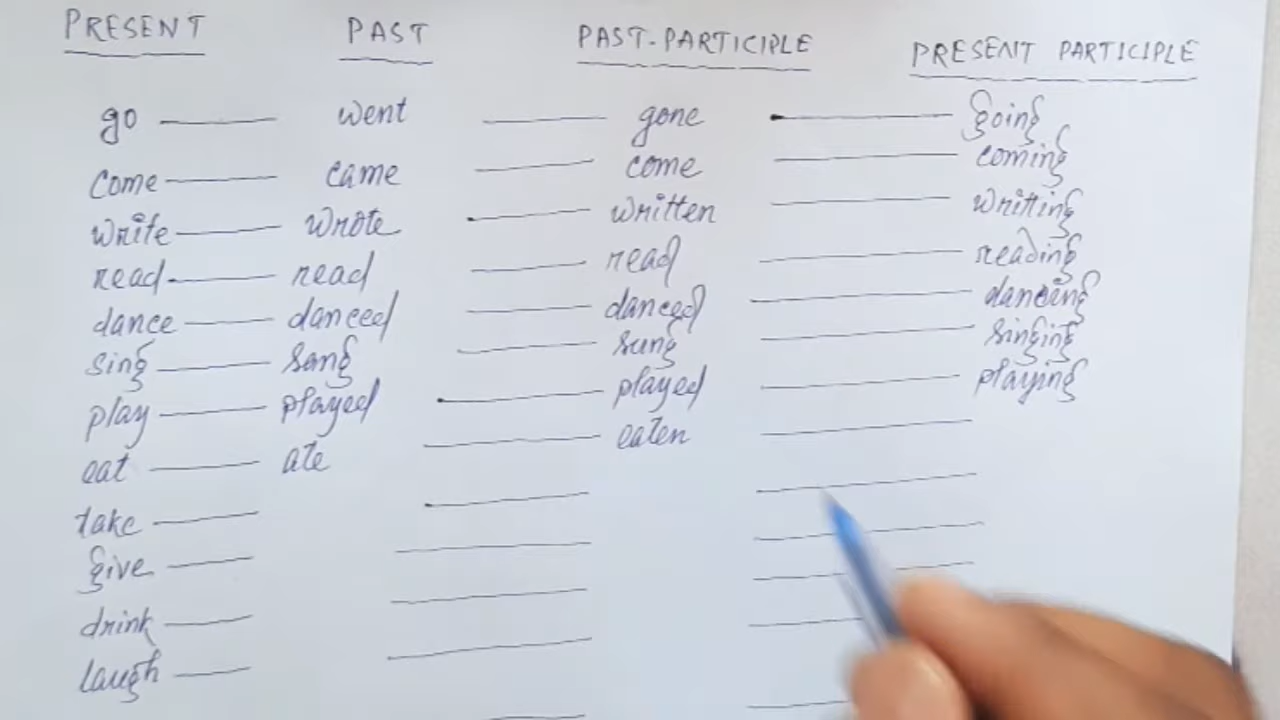 PRESENT PAST PAST-PARTICIPLE PRESENT PARTICIPLE
go went gone going
come came come coming
write wrote written writting
read read read reading
dance danced danced dancing
sing sang sung singing
play played played playing
eat ate eaten
take
give
drink
laugh